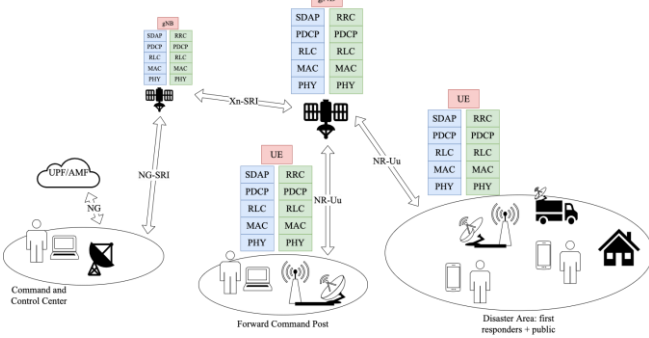 gNB
SDAP RRC
PDCP PDCP
RLC RLC
MAC MAC
PHY PHY
gNB
SDAP RRC
PDCP PDCP
RLC RLC
MAC MAC
PHY PHY
Xn-SRI
UE
SDAP RRC
PDCP PDCP
RLC RLC
MAC MAC
PHY PHY
UE
SDAP RRC
PDCP PDCP
RLC RLC
MAC MAC
PHY PHY
NR-Uu
NR-Uu
NG-SRI
UPF/AMF
NG
Command and
Control Center
Forward Command Post
Disaster Area: first
responders + public